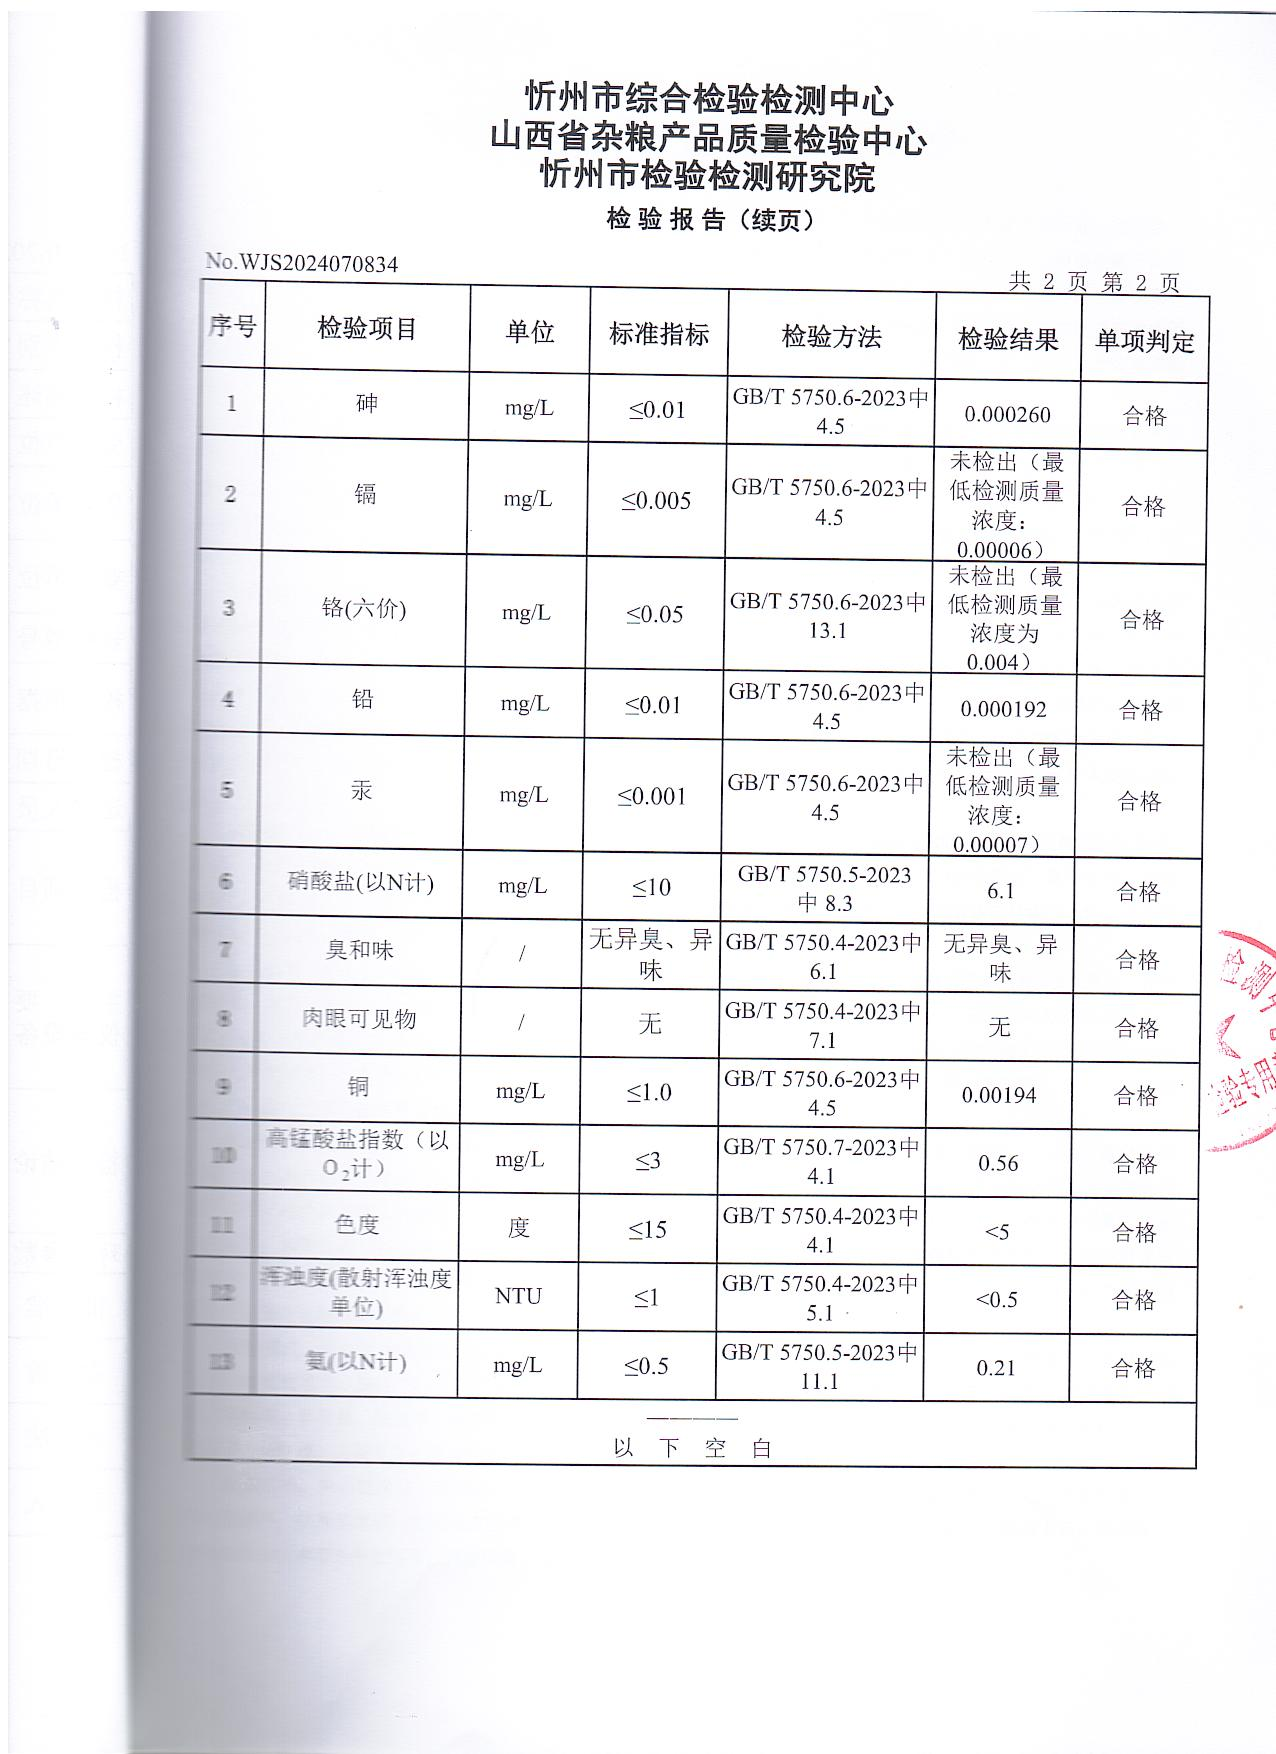 忻州市综合检验检测中心
山西省杂粮产品质量检验中心
忻州市检验检测研究院
检验报告（续页）
No.WJS2024070834
共 2 页 第 2 页
序号 检验项目 单位 标准指标 检验方法 检验结果 单项判定
1 砷 mg/L ≤0.01 GB/T 5750.6-2023中 4.5 0.000260 合格
2 镉 mg/L ≤0.005 GB/T 5750.6-2023中 4.5 未检出（最低检测质量浓度：0.00006） 合格
3 铬(六价) mg/L ≤0.05 GB/T 5750.6-2023中 13.1 未检出（最低检测质量浓度为0.004） 合格
4 铅 mg/L ≤0.01 GB/T 5750.6-2023中 4.5 0.000192 合格
5 汞 mg/L ≤0.001 GB/T 5750.6-2023中 4.5 未检出（最低检测质量浓度：0.00007） 合格
6 硝酸盐(以N计) mg/L ≤10 GB/T 5750.5-2023中 8.3 6.1 合格
7 臭和味 / 无异臭、异味 GB/T 5750.4-2023中 6.1 无异臭、异味 合格
8 肉眼可见物 / 无 GB/T 5750.4-2023中 7.1 无 合格
9 铜 mg/L ≤1.0 GB/T 5750.6-2023中 4.5 0.00194 合格
10 高锰酸盐指数（以O₂计） mg/L ≤3 GB/T 5750.7-2023中 4.1 0.56 合格
11 色度 度 ≤15 GB/T 5750.4-2023中 4.1 <5 合格
12 浑浊度(散射浑浊度单位) NTU ≤1 GB/T 5750.4-2023中 5.1 <0.5 合格
13 氨(以N计) mg/L ≤0.5 GB/T 5750.5-2023中 11.1 0.21 合格
————
以 下 空 白
检测
检验专用